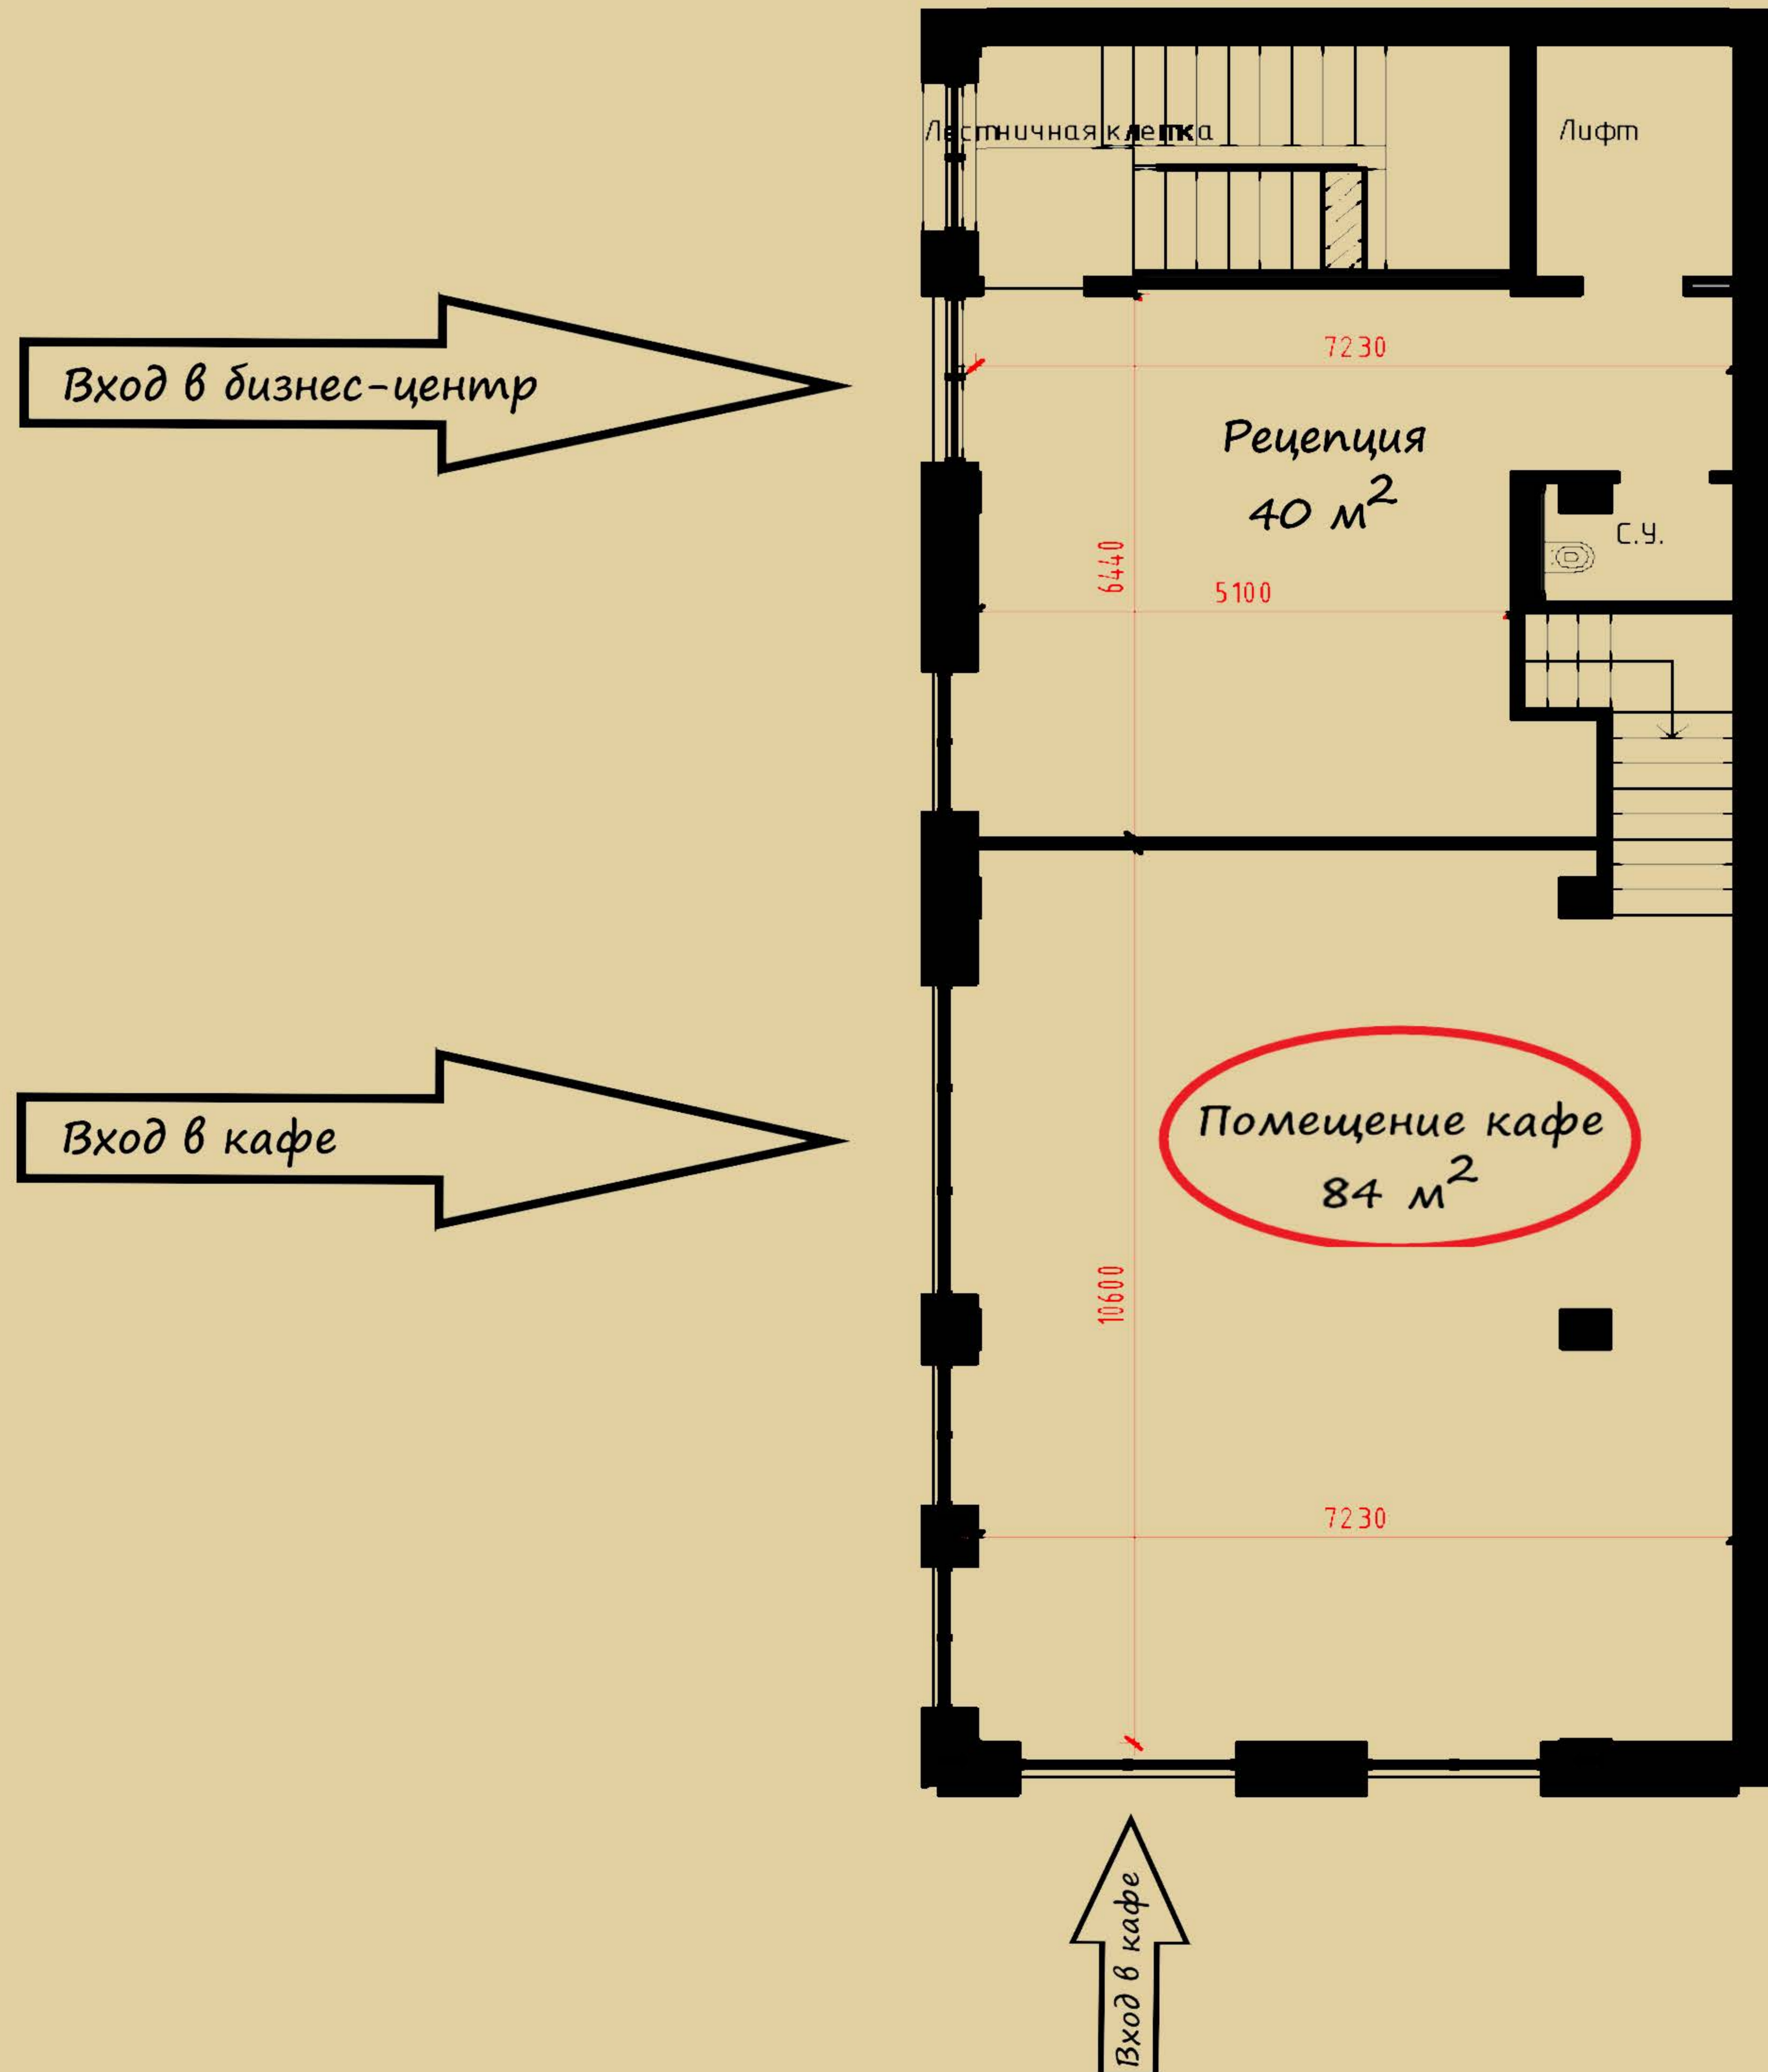 Лестничная клетка
Лифт
Вход в бизнес-центр
7230
Рецепция
40 м²
6440
5100
С.У.
Вход в кафе
Помещение кафе
84 м²
10600
7230
Вход в кафе